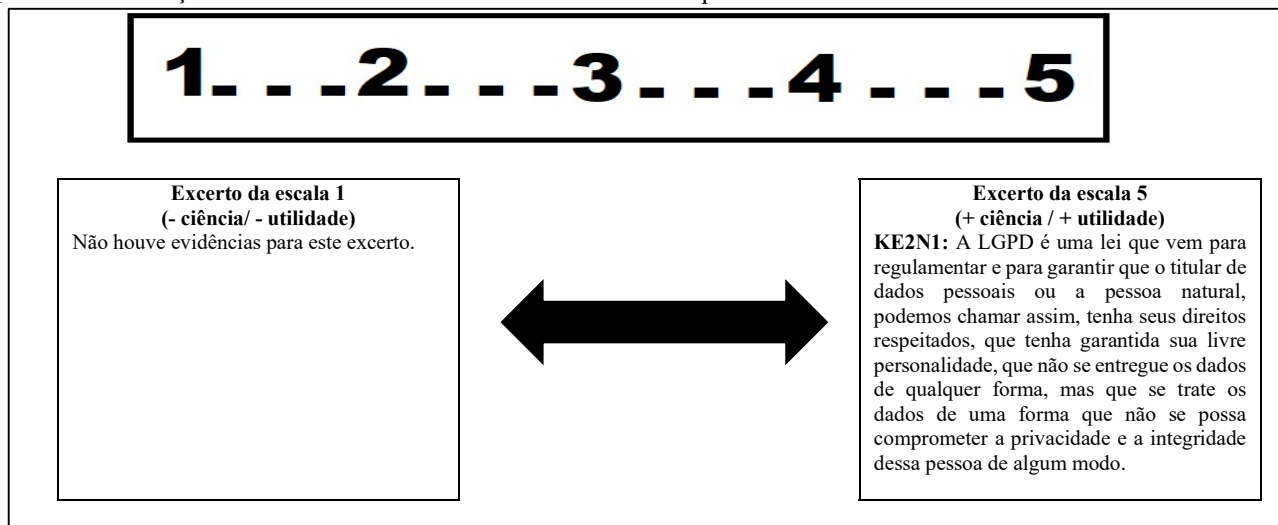 1- - -2- - -3- - -4 - - -5
Excerto da escala 1
(- ciência/ - utilidade)
Não houve evidências para este excerto.
Excerto da escala 5
(+ ciência / + utilidade)
KE2N1: A LGPD é uma lei que vem para
regulamentar e para garantir que o titular de
dados pessoais ou a pessoa natural,
podemos chamar assim, tenha seus direitos
respeitados, que tenha garantida sua livre
personalidade, que não se entregue os dados
de qualquer forma, mas que se trate os
dados de uma forma que não se possa
comprometer a privacidade e a integridade
dessa pessoa de algum modo.